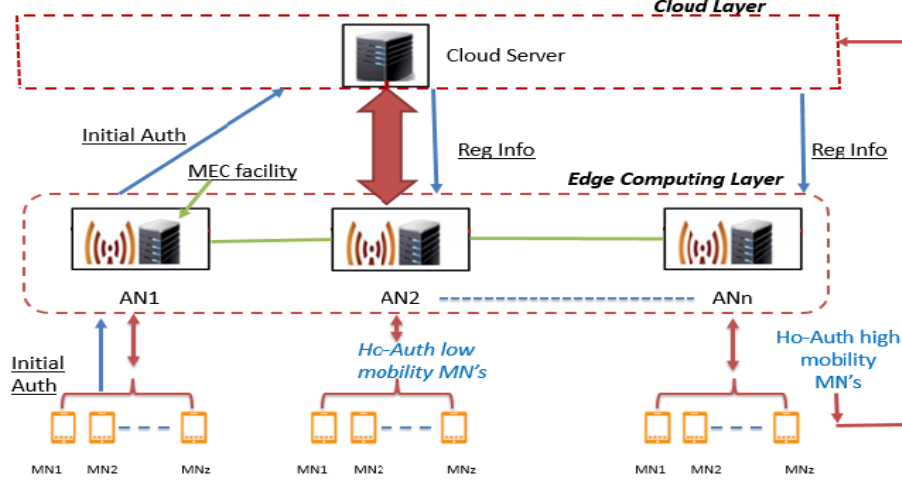 Cloud Layer
Cloud Server
Initial Auth
Reg Info
Reg Info
MEC facility
Edge Computing Layer
AN1
AN2
ANn
Initial
Auth
Ho-Auth low
mobility MN's
Ho-Auth high
mobility
MN's
MN1
MN2
MNz
MN1
MN2
MNz
MN1
MN2
MNz